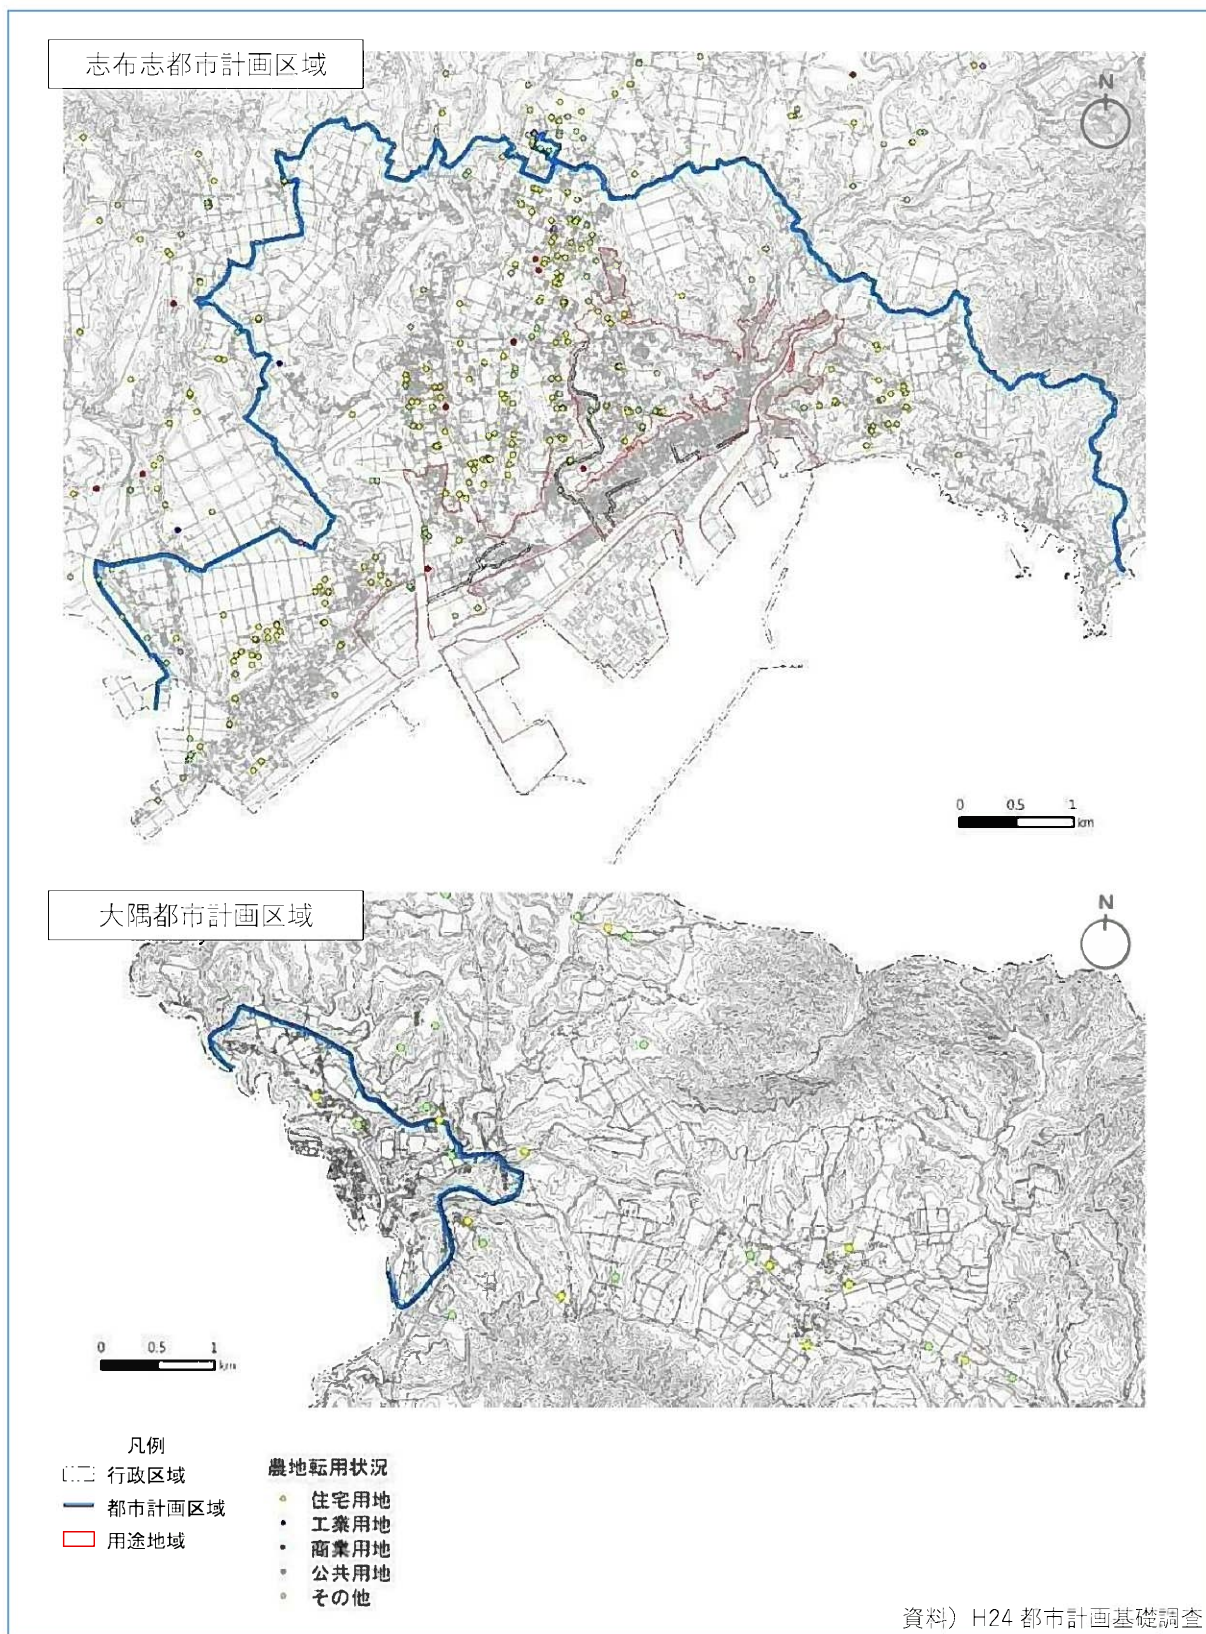 志布志都市計画区域
N
0 0.5 1
km
大隅都市計画区域
N
0 0.5 1
km
凡例
行政区域
都市計画区域
用途地域
農地転用状況
住宅用地
工業用地
商業用地
公共用地
その他
資料）H24 都市計画基礎調査